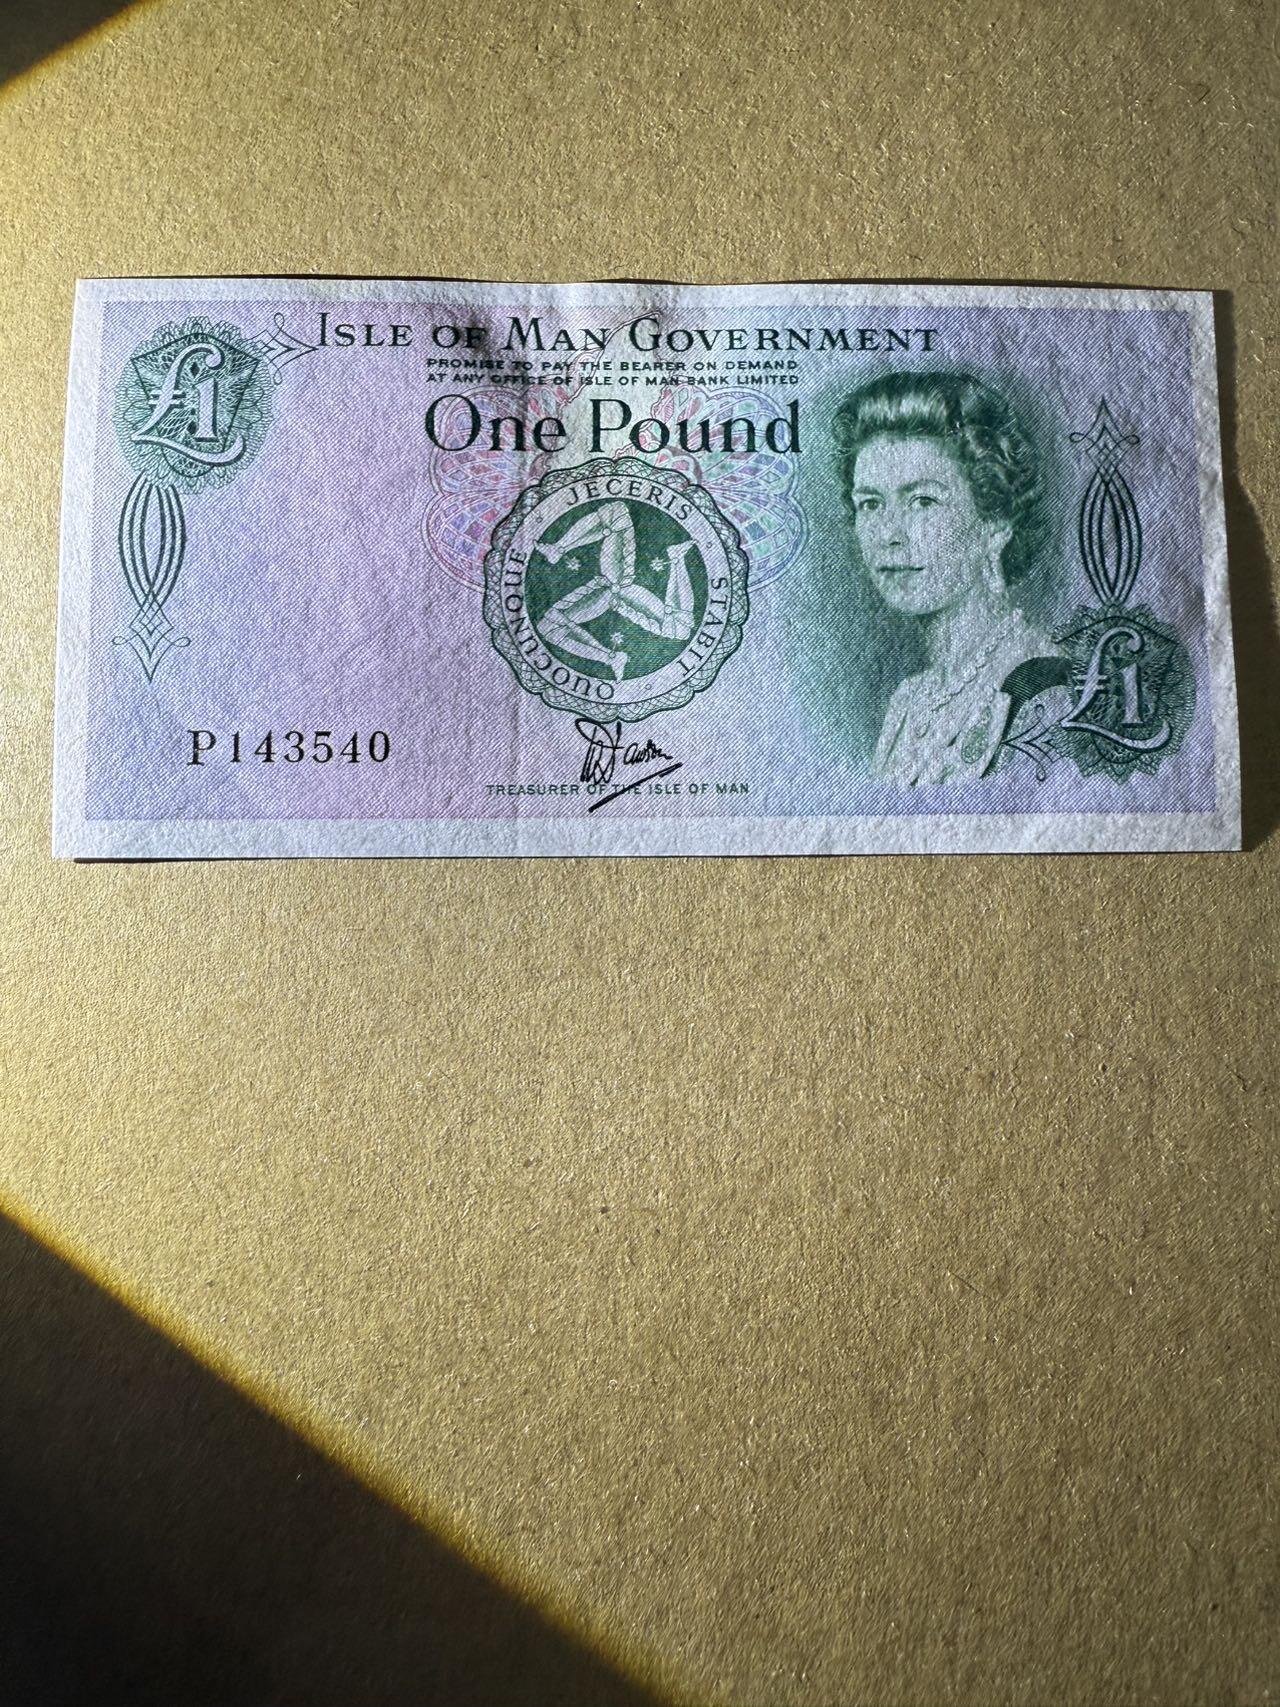 £1
ISLE OF MAN GOVERNMENT
PROMISE TO PAY THE BEARER ON DEMAND
AT ANY OFFICE OF ISLE OF MAN BANK LIMITED
One Pound
QUOCUNQUE · JECERIS · STABIT ·
P143540
W Dawson
TREASURER OF THE ISLE OF MAN
£1